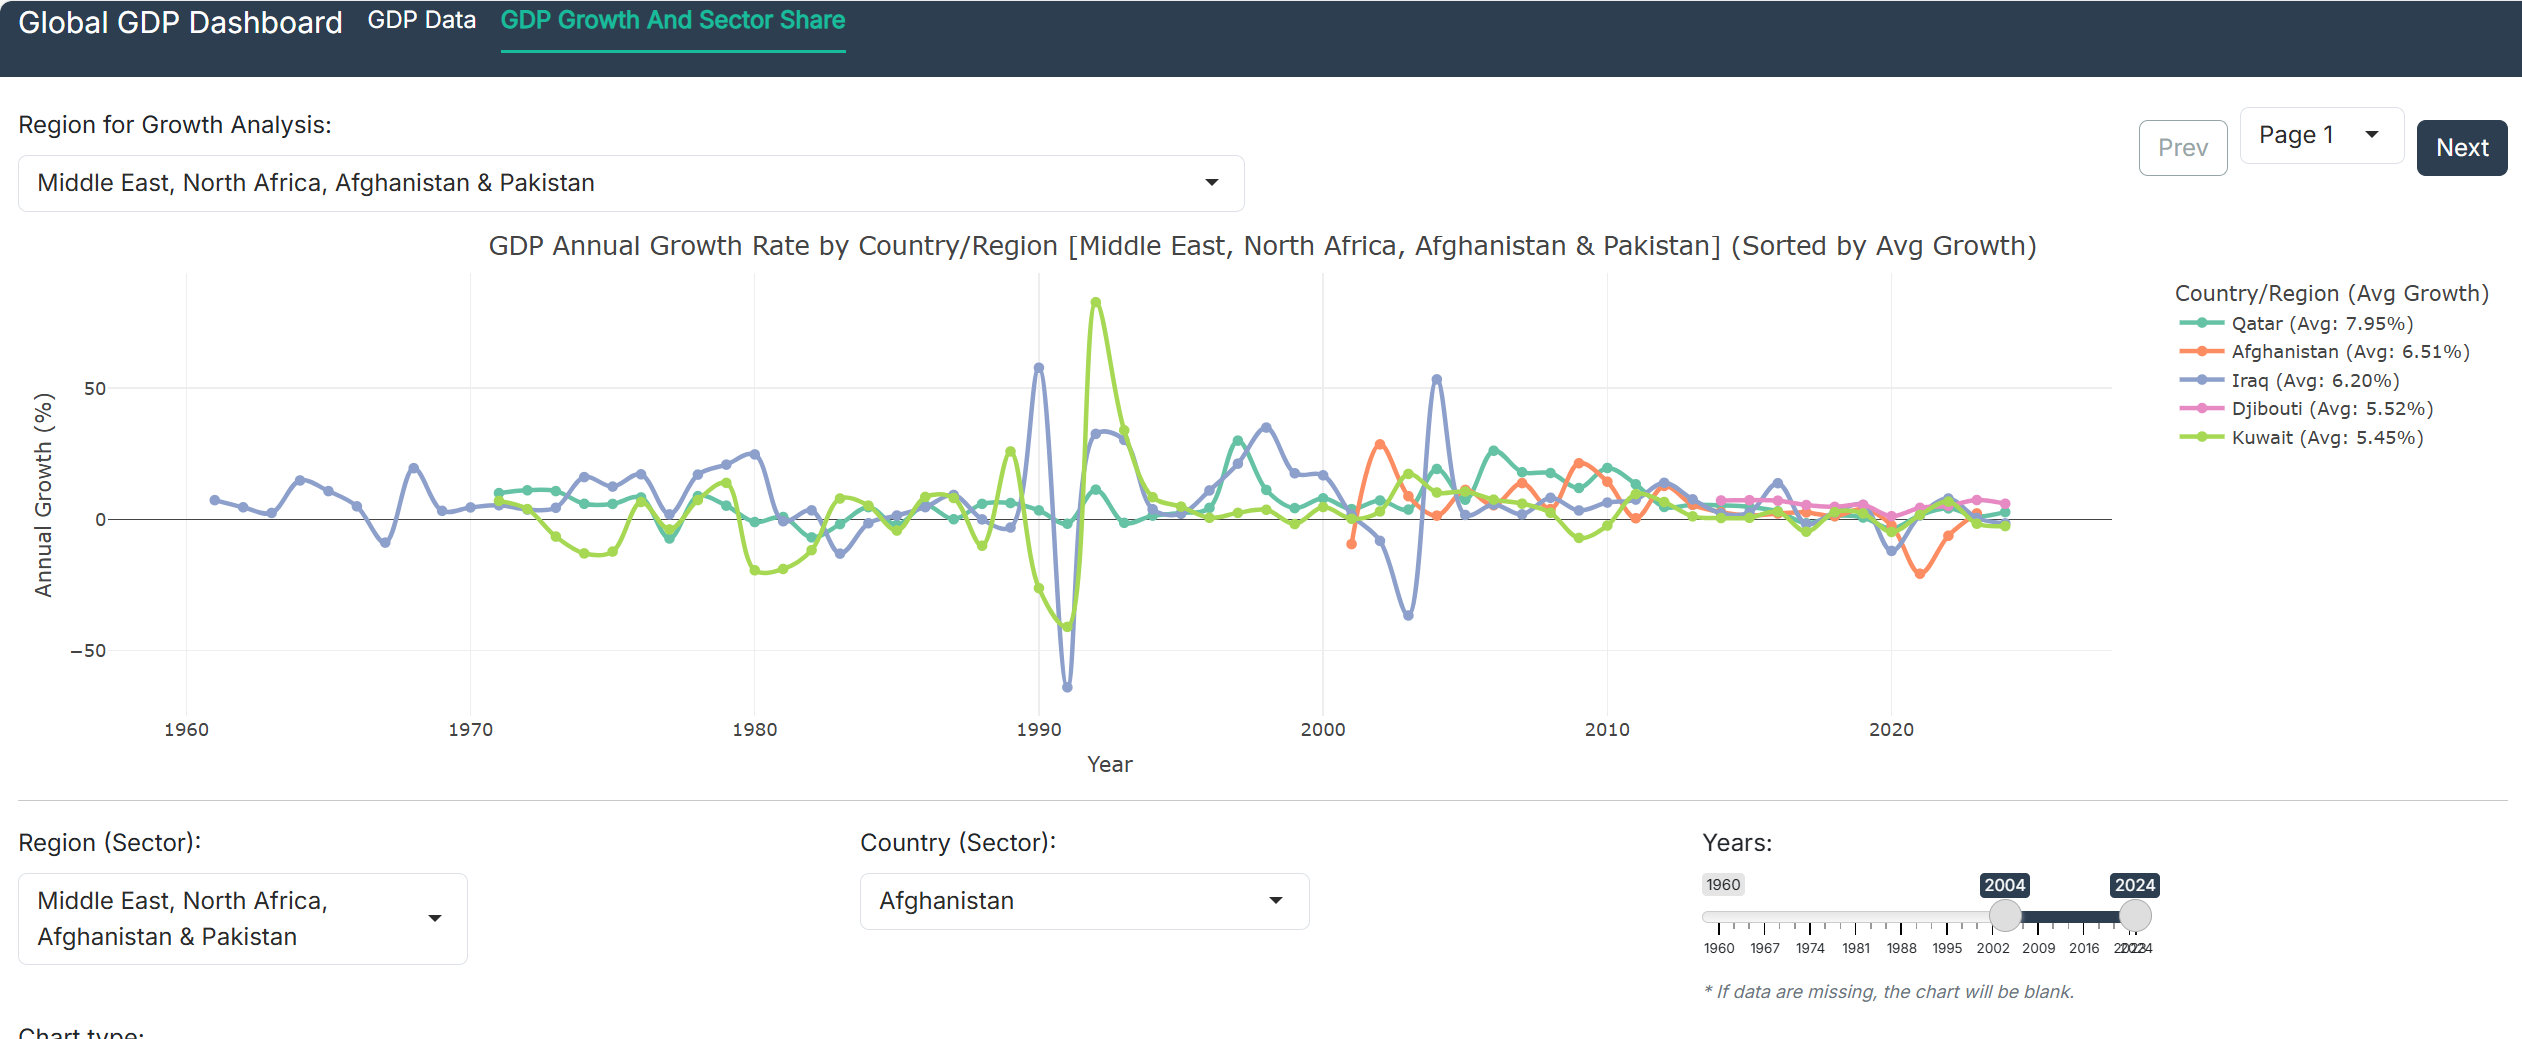 Global GDP Dashboard GDP Data GDP Growth And Sector Share
Region for Growth Analysis:
Middle East, North Africa, Afghanistan & Pakistan
Prev Page 1 Next
GDP Annual Growth Rate by Country/Region [Middle East, North Africa, Afghanistan & Pakistan] (Sorted by Avg Growth)
Country/Region (Avg Growth)
Qatar (Avg: 7.95%)
Afghanistan (Avg: 6.51%)
Iraq (Avg: 6.20%)
Djibouti (Avg: 5.52%)
Kuwait (Avg: 5.45%)
Annual Growth (%)
50
0
−50
1960 1970 1980 1990 2000 2010 2020
Year
Region (Sector):
Middle East, North Africa,
Afghanistan & Pakistan
Country (Sector):
Afghanistan
Years:
1960 2004 2024
1960 1967 1974 1981 1988 1995 2002 2009 2016
* If data are missing, the chart will be blank.
Chart type: